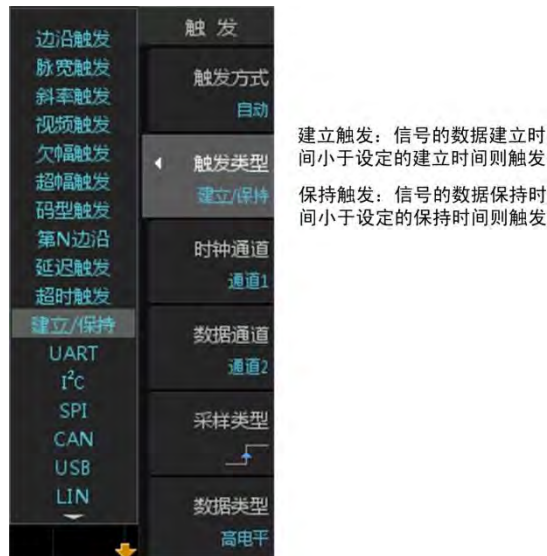 边沿触发
脉宽触发
斜率触发
视频触发
欠幅触发
超幅触发
码型触发
第N边沿
延迟触发
超时触发
建立/保持
UART
I²C
SPI
CAN
USB
LIN
触 发
触发方式
自动
触发类型
建立/保持
时钟通道
通道1
数据通道
通道2
采样类型
数据类型
高电平
建立触发：信号的数据建立时
间小于设定的建立时间则触发
保持触发：信号的数据保持时
间小于设定的保持时间则触发